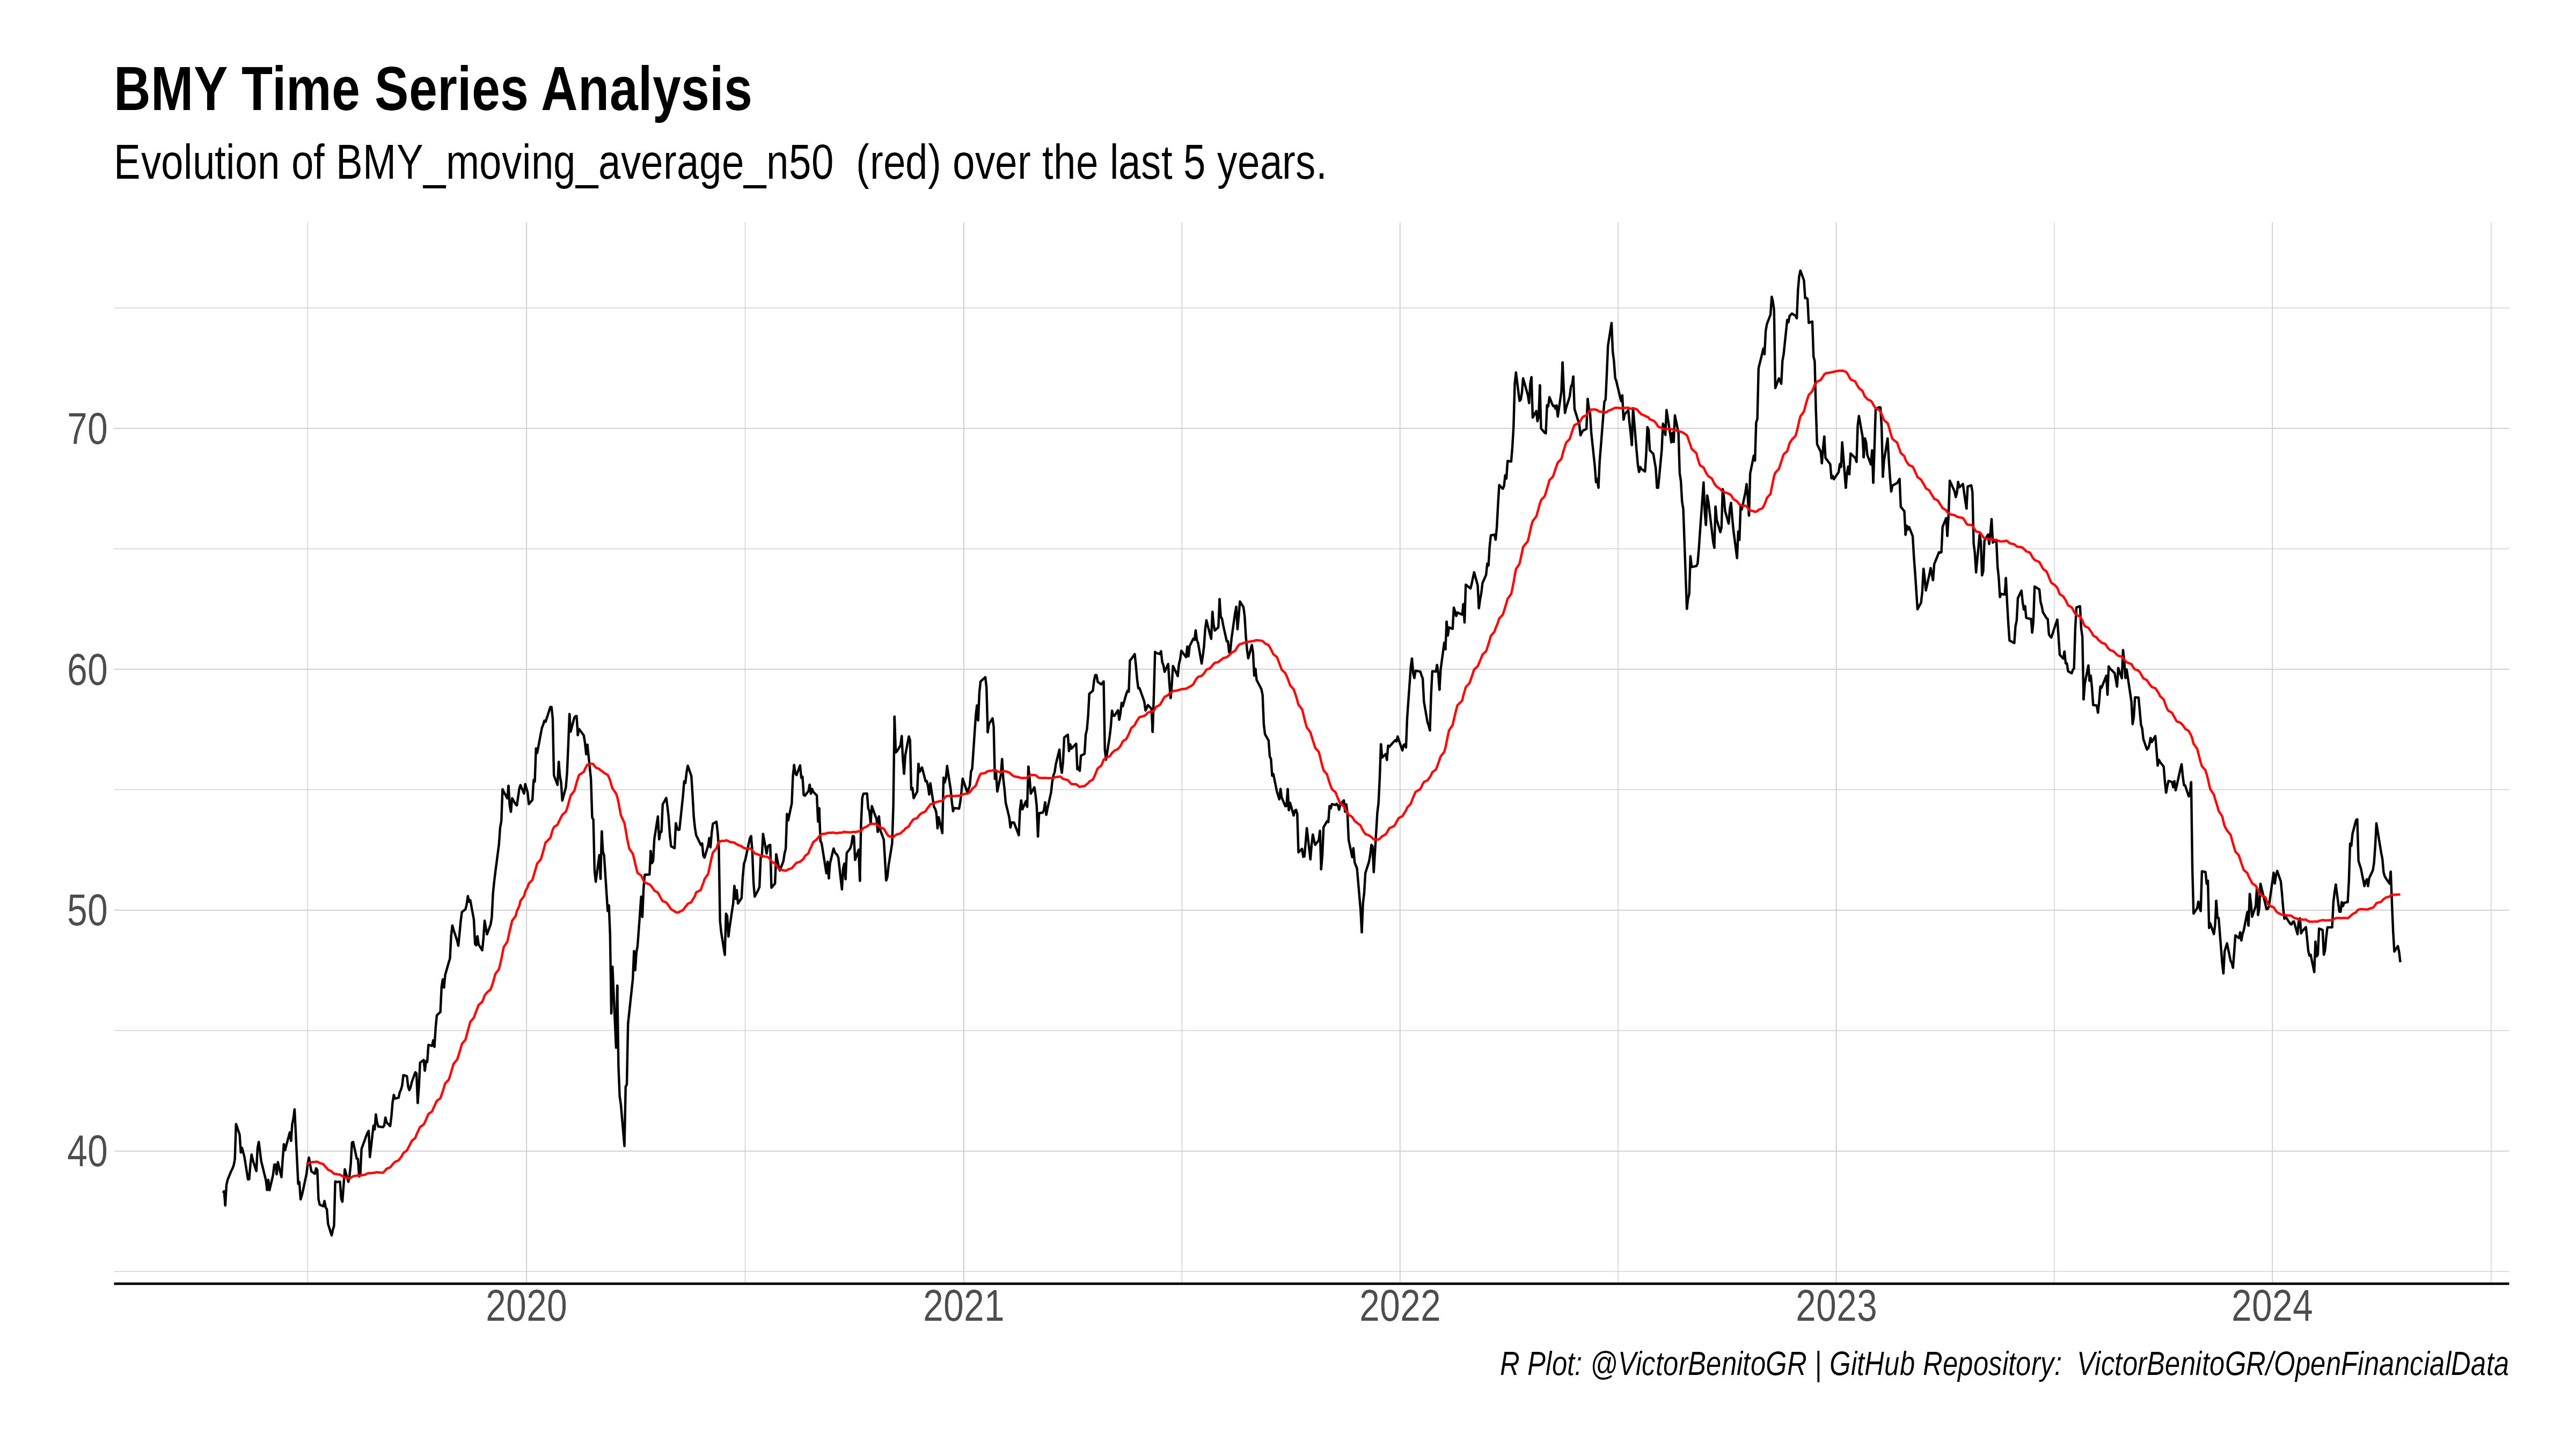 BMY Time Series Analysis
Evolution of BMY_moving_average_n50  (red) over the last 5 years.
70
60
50
40
2020 2021 2022 2023 2024
R Plot: @VictorBenitoGR | GitHub Repository:  VictorBenitoGR/OpenFinancialData